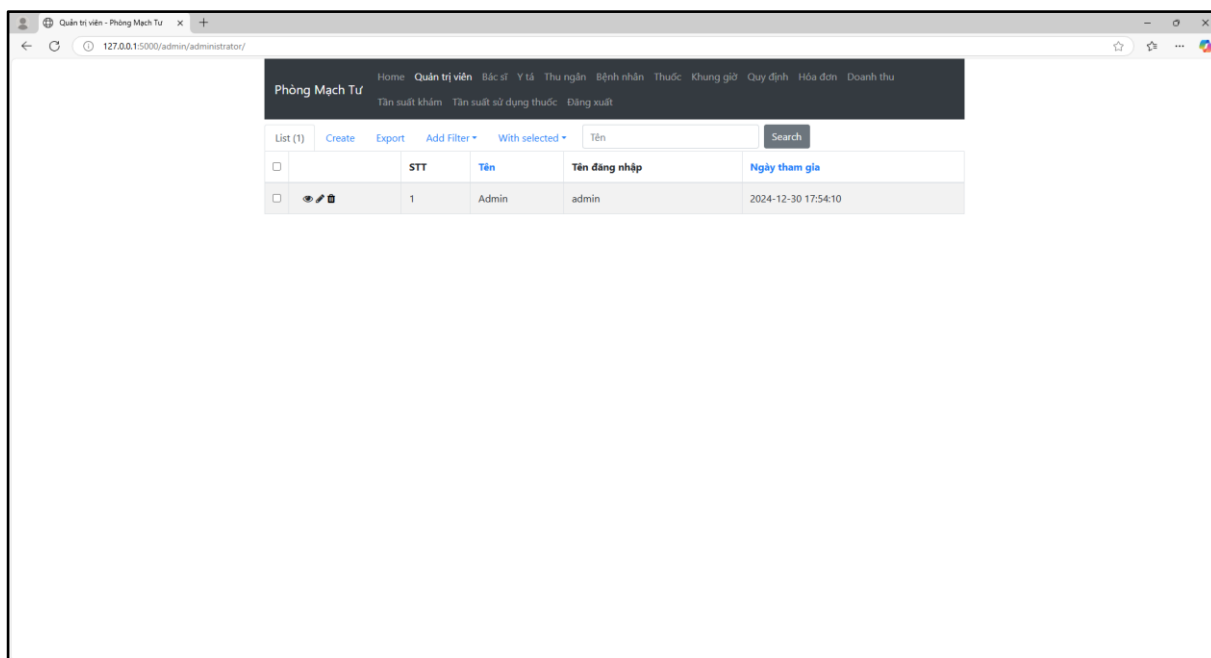 Quản trị viên - Phòng Mạch Tư
127.0.0.1:5000/admin/administrator/
Phòng Mạch Tư
Home Quản trị viên Bác sĩ Y tá Thu ngân Bệnh nhân Thuốc Khung giờ Quy định Hóa đơn Doanh thu
Tần suất khám Tần suất sử dụng thuốc Đăng xuất
List (1) Create Export Add Filter With selected Tên Search
STT Tên Tên đăng nhập Ngày tham gia
1 Admin admin 2024-12-30 17:54:10